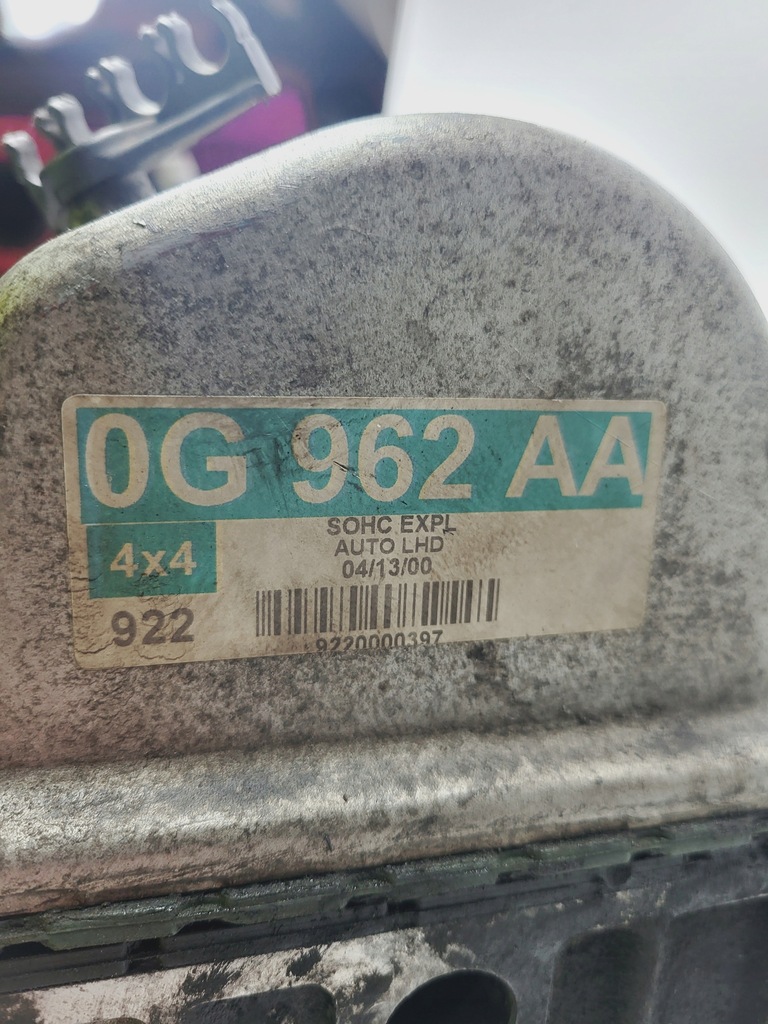 0G 962 AA
SOHC EXPL
4x4
AUTO LHD
04/13/00
922
9220000397